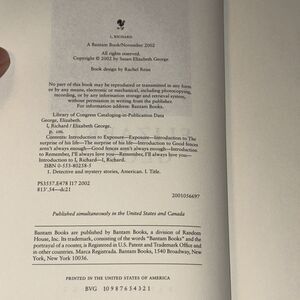 I, RICHARD
A Bantam Book/November 2002
All rights reserved.
Copyright © 2002 by Susan Elizabeth George
Book design by Rachel Reiss
No part of this book may be reproduced or transmitted in any form
or by any means, electronic or mechanical, including photocopying,
recording, or by any information storage and retrieval system,
without permission in writing from the publisher.
For information address: Bantam Books.
Library of Congress Cataloging-in-Publication Data
George, Elizabeth.
I, Richard / Elizabeth George.
p. cm.
Contents: Introduction to Exposure—Exposure—Introduction to The
surprise of his life—The surprise of his life—Introduction to Good
fences aren't always enough—Good fences aren't always enough—Introduction
to Remember, I'll always love you—Remember, I'll always love you—
Introduction to I, Richard—I, Richard.
ISBN 0-553-80258-5
1. Detective and mystery stories, American. I. Title.
PS3557.E478 I17 2002
813'.54—dc21
2001056697
Published simultaneously in the United States and Canada
Bantam Books are published by Bantam Books, a division of Random
House, Inc. Its trademark, consisting of the words "Bantam Books" and the
portrayal of a rooster, is Registered in U.S. Patent and Trademark Office and
in other countries. Marca Registrada. Bantam Books, 1540 Broadway, New
York, New York 10036.
PRINTED IN THE UNITED STATES OF AMERICA
BVG 10 9 8 7 6 5 4 3 2 1